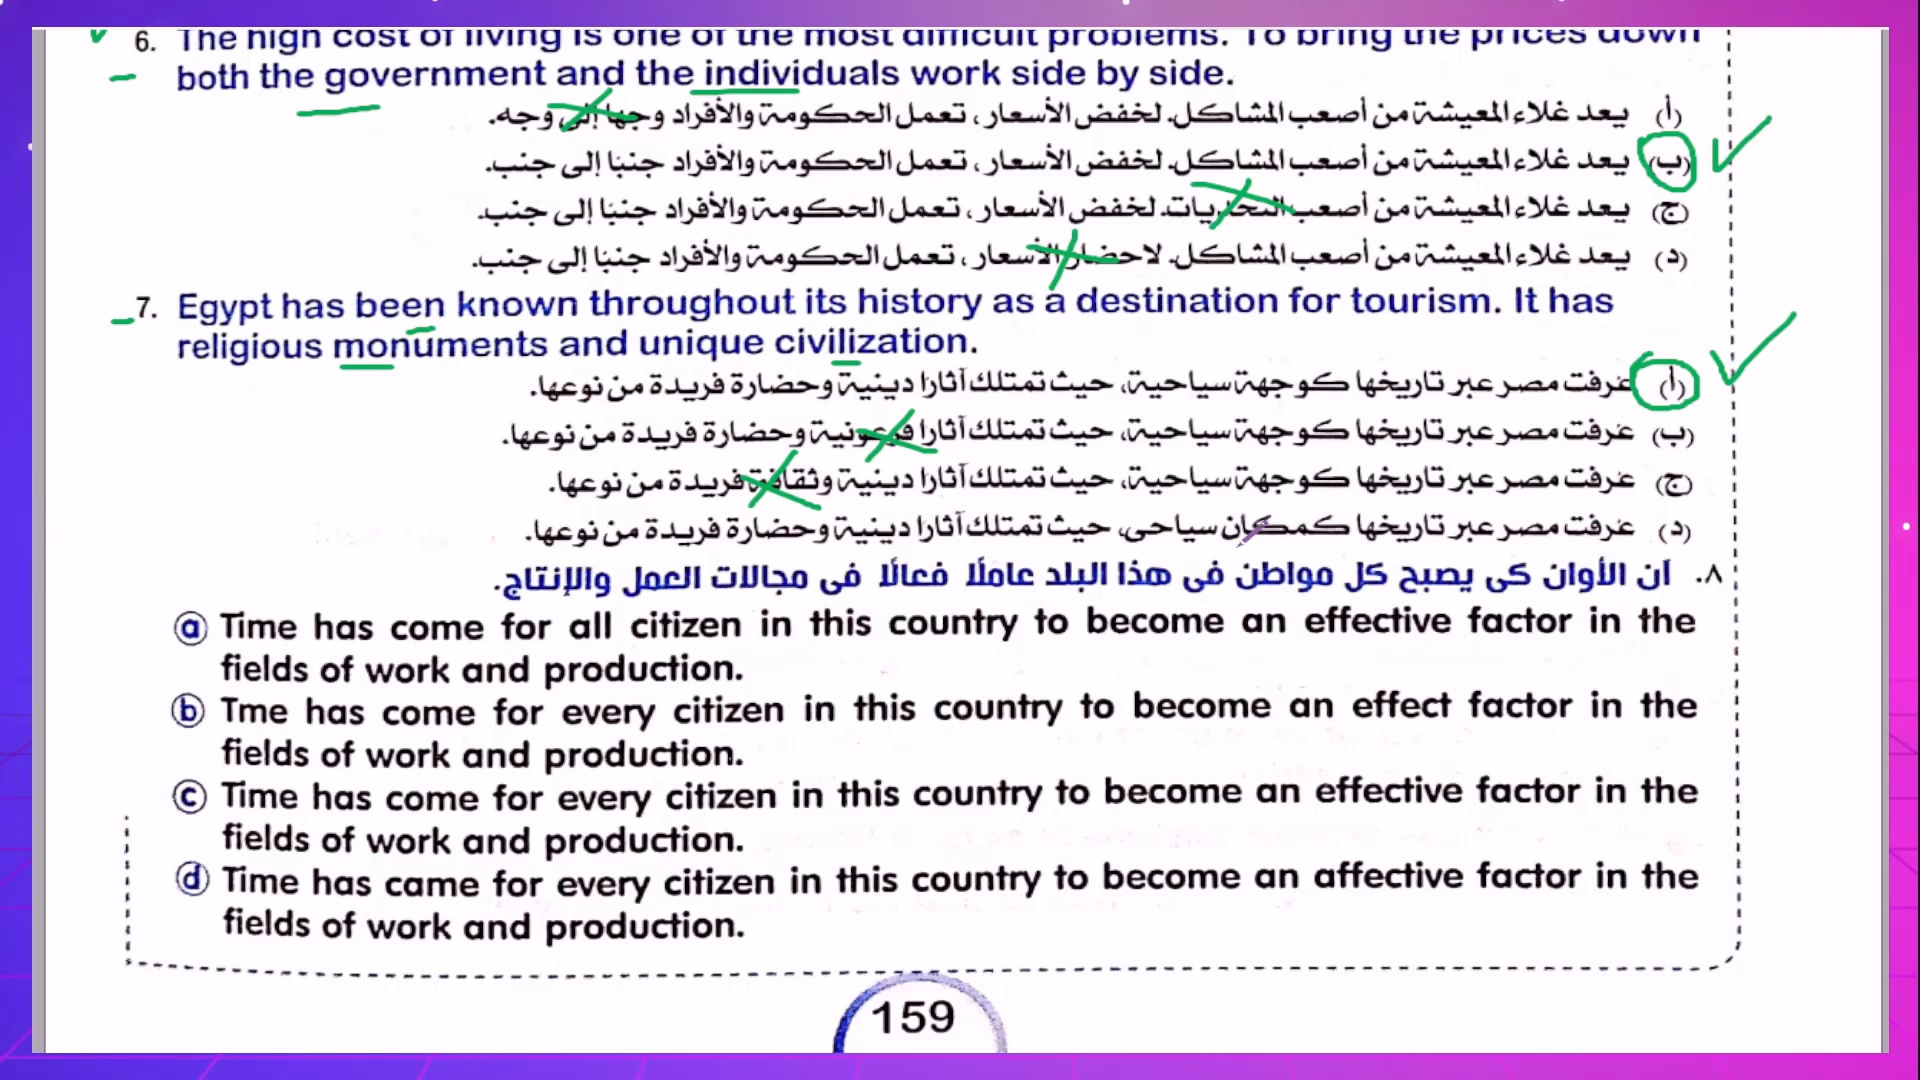 6. The high cost of living is one of the most difficult problems. To bring the prices down
both the government and the individuals work side by side.
(أ) يعد غلاء المعيشة من أصعب المشاكل. لخفض الأسعار، تعمل الحكومة والأفراد وجها إلى وجه.
(ب) يعد غلاء المعيشة من أصعب المشاكل. لخفض الأسعار، تعمل الحكومة والأفراد جنبًا إلى جنب.
(ج) يعد غلاء المعيشة من أصعب التحديات. لخفض الأسعار، تعمل الحكومة والأفراد جنبًا إلى جنب.
(د) يعد غلاء المعيشة من أصعب المشاكل. لاحضار الأسعار، تعمل الحكومة والأفراد جنبًا إلى جنب.
7. Egypt has been known throughout its history as a destination for tourism. It has
religious monuments and unique civilization.
(أ) عرفت مصر عبر تاريخها كوجهة سياحية، حيث تمتلك آثارًا دينية وحضارة فريدة من نوعها.
(ب) عرفت مصر عبر تاريخها كوجهة سياحية، حيث تمتلك آثارًا فرعونية وحضارة فريدة من نوعها.
(ج) عرفت مصر عبر تاريخها كوجهة سياحية، حيث تمتلك آثارًا دينية وثقافة فريدة من نوعها.
(د) عرفت مصر عبر تاريخها كمكان سياحى، حيث تمتلك آثارًا دينية وحضارة فريدة من نوعها.
٨. آن الأوان كى يصبح كل مواطن فى هذا البلد عاملًا فعالًا فى مجالات العمل والإنتاج.
ⓐ Time has come for all citizen in this country to become an effective factor in the
fields of work and production.
ⓑ Tme has come for every citizen in this country to become an effect factor in the
fields of work and production.
ⓒ Time has come for every citizen in this country to become an effective factor in the
fields of work and production.
ⓓ Time has came for every citizen in this country to become an affective factor in the
fields of work and production.
159